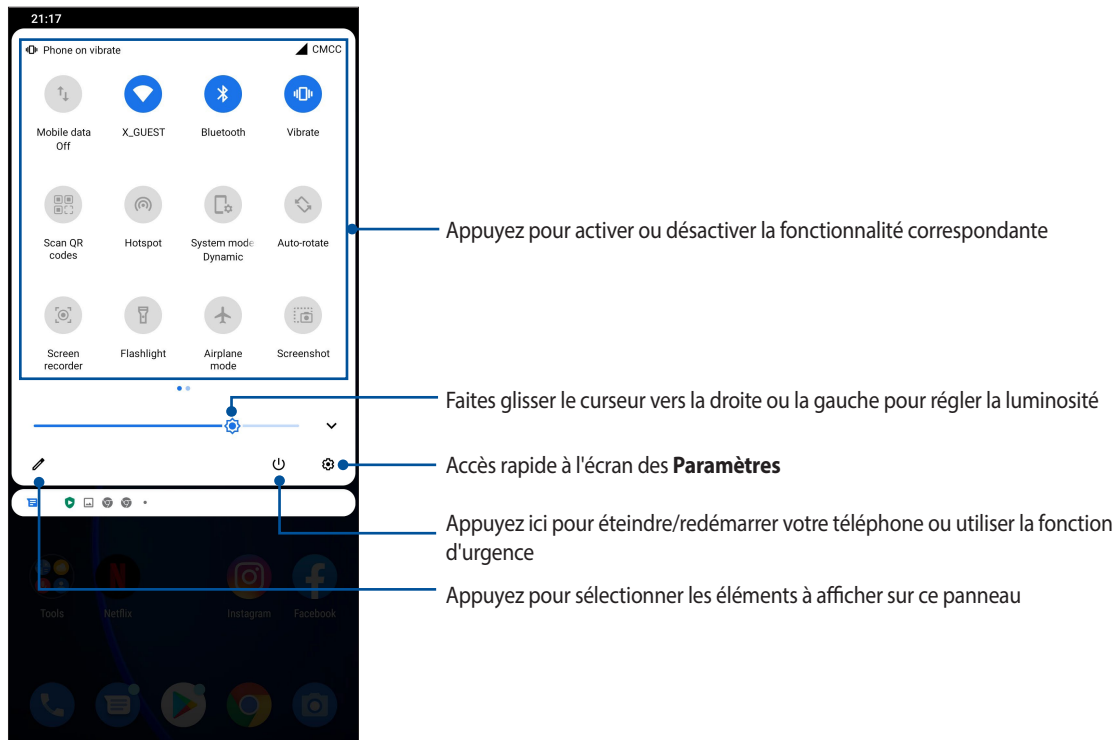 21:17
Phone on vibrate
CMCC
Mobile data
Off
X_GUEST
Bluetooth
Vibrate
Scan QR
codes
Hotspot
System mode
Dynamic
Auto-rotate
Screen
recorder
Flashlight
Airplane
mode
Screenshot
Appuyez pour activer ou désactiver la fonctionnalité correspondante
Faites glisser le curseur vers la droite ou la gauche pour régler la luminosité
Accès rapide à l'écran des Paramètres
Appuyez ici pour éteindre/redémarrer votre téléphone ou utiliser la fonction
d'urgence
Appuyez pour sélectionner les éléments à afficher sur ce panneau
Tools
Netflix
Instagram
Facebook